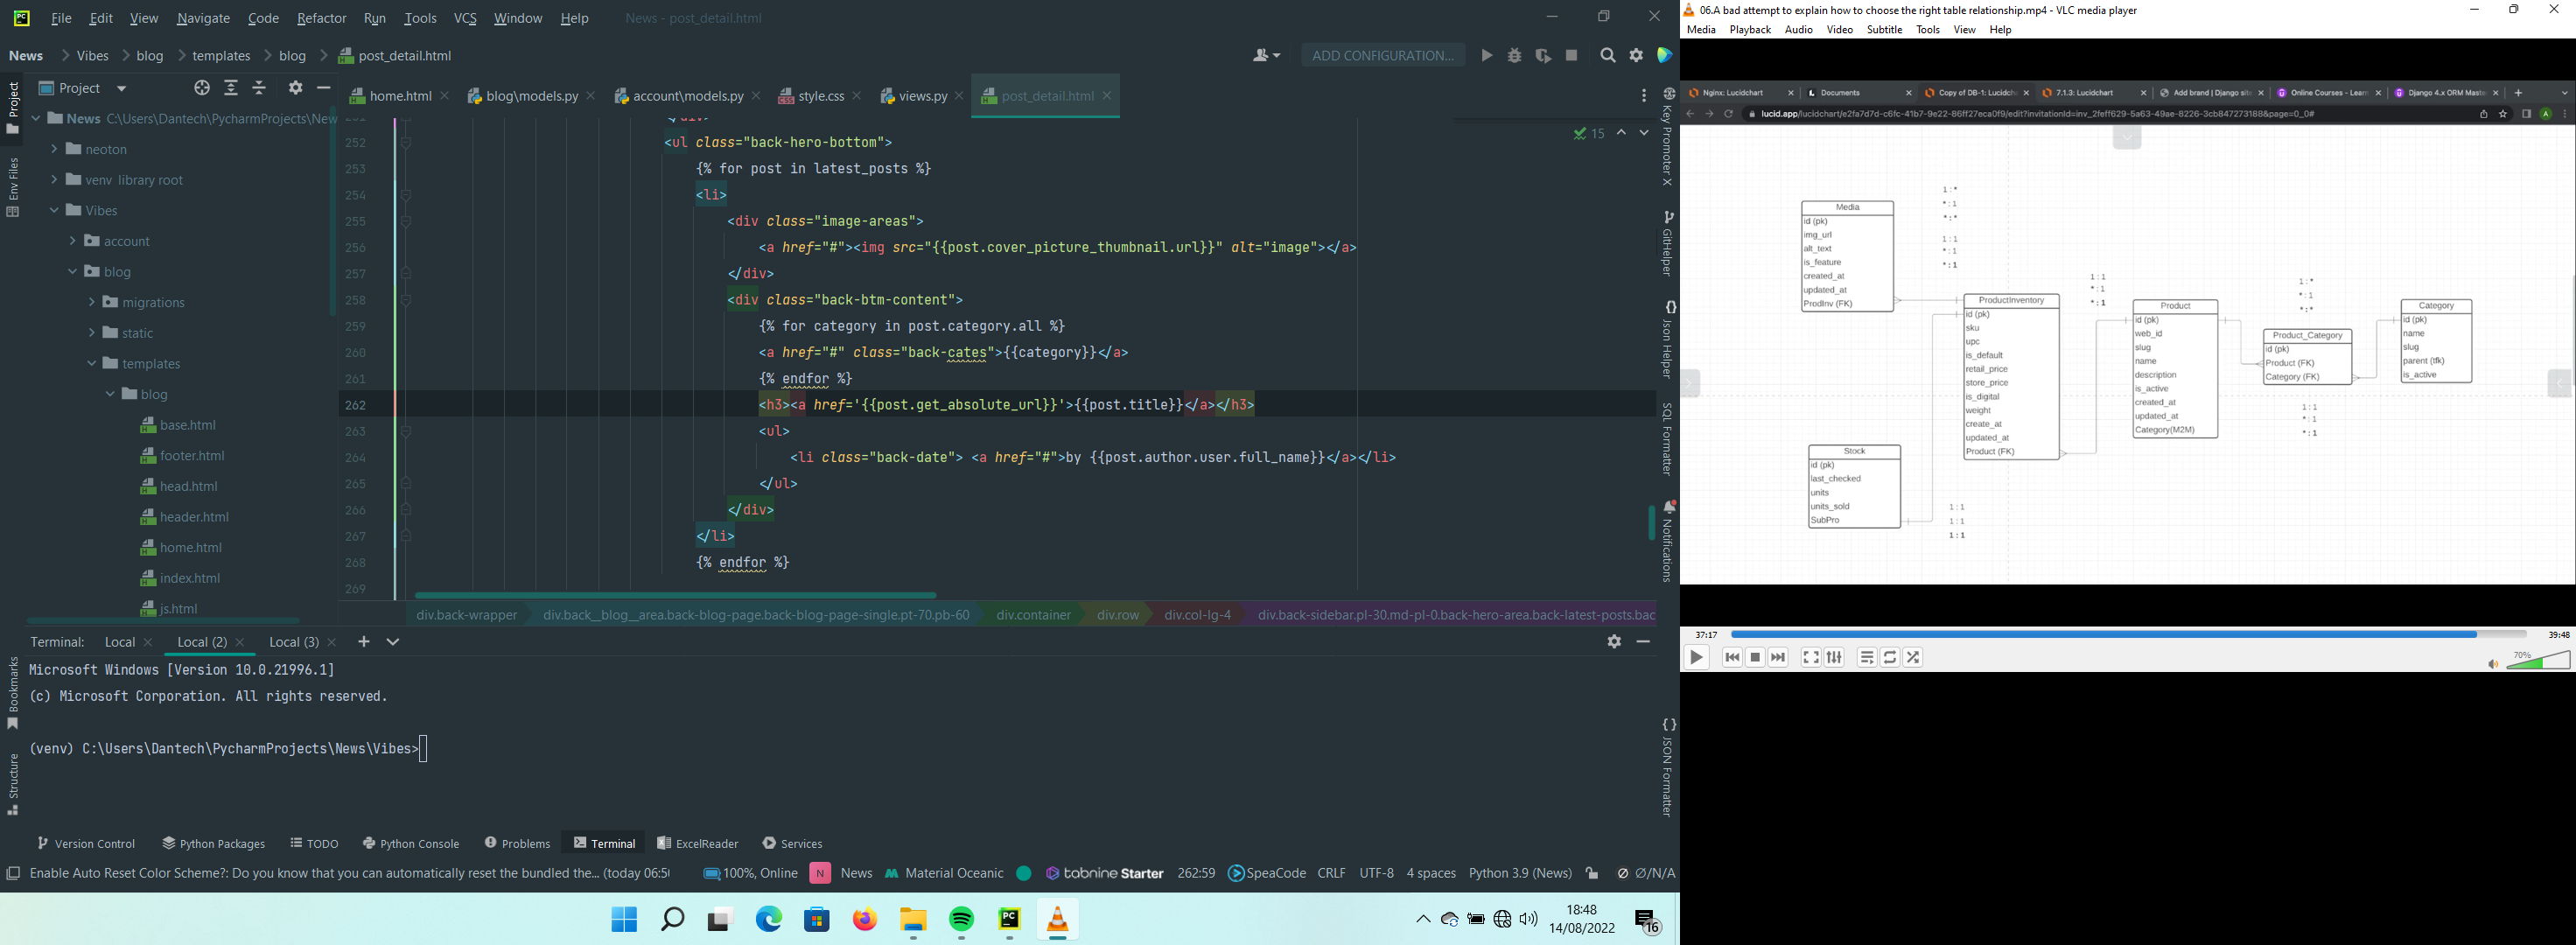 File Edit View Navigate Code Refactor Run Tools VCS Window Help News - post_detail.html
News Vibes blog templates blog post_detail.html ADD CONFIGURATION...
Project
home.html blog\models.py account\models.py style.css views.py post_detail.html
News C:\Users\Dantech\PycharmProjects\New
neoton
venv library root
Vibes
account
blog
migrations
static
templates
blog
base.html
footer.html
head.html
header.html
home.html
index.html
js.html
Project
Env Files
Bookmarks
Structure
15
252 <ul class="back-hero-bottom">
253 {% for post in latest_posts %}
254 <li>
255 <div class="image-areas">
256 <a href="#"><img src="{{post.cover_picture_thumbnail.url}}" alt="image"></a>
257 </div>
258 <div class="back-btm-content">
259 {% for category in post.category.all %}
260 <a href="#" class="back-cates">{{category}}</a>
261 {% endfor %}
262 <h3><a href='{{post.get_absolute_url}}'>{{post.title}}</a></h3>
263 <ul>
264 <li class="back-date"> <a href="#">by {{post.author.user.full_name}}</a></li>
265 </ul>
266 </div>
267 </li>
268 {% endfor %}
269
div.back-wrapper div.back__blog__area.back-blog-page.back-blog-page-single.pt-70.pb-60 div.container div.row div.col-lg-4 div.back-sidebar.pl-30.md-pl-0.back-hero-area.back-latest-posts.bac
Key Promoter X
GitHelper
Json Helper
SQL Formatter
Notifications
JSON Formatter
Terminal: Local Local (2) Local (3)
Microsoft Windows [Version 10.0.21996.1]
(c) Microsoft Corporation. All rights reserved.
(venv) C:\Users\Dantech\PycharmProjects\News\Vibes>
Version Control Python Packages TODO Python Console Problems Terminal ExcelReader Services
Enable Auto Reset Color Scheme?: Do you know that you can automatically reset the bundled the... (today 06:5 100%, Online N News Material Oceanic tabnine Starter 262:59 SpeaCode CRLF UTF-8 4 spaces Python 3.9 (News) Ø/N/A
18:48
14/08/2022
16
06.A bad attempt to explain how to choose the right table relationship.mp4 - VLC media player
Media Playback Audio Video Subtitle Tools View Help
Nginx: Lucidchart Documents Copy of DB-1: Lucidch 7.1.3: Lucidchart Add brand | Django site Online Courses - Learn Django 4.x ORM Maste
lucid.app/lucidchart/e2fa7d7d-c6fc-41b7-9e22-86ff27eca0f9/edit?invitationId=inv_2feff629-5a63-49ae-8226-3cb847273188&page=0_0#
Media
id (pk)
img_url
alt_text
is_feature
created_at
updated_at
ProdInv (FK)
1 : *
* : 1
* : *
1 : 1
* : 1
* : 1
Stock
id (pk)
last_checked
units
units_sold
SubPro
1 : 1
1 : 1
1 : 1
ProductInventory
id (pk)
sku
upc
is_default
retail_price
store_price
is_digital
weight
create_at
updated_at
Product (FK)
1 : 1
* : 1
* : 1
Product
id (pk)
web_id
slug
name
description
is_active
created_at
updated_at
Category(M2M)
1 : *
* : 1
* : *
Product_Category
id (pk)
Product (FK)
Category (FK)
1 : 1
* : 1
* : 1
Category
id (pk)
name
slug
parent (tfk)
is_active
37:17 39:48
70%